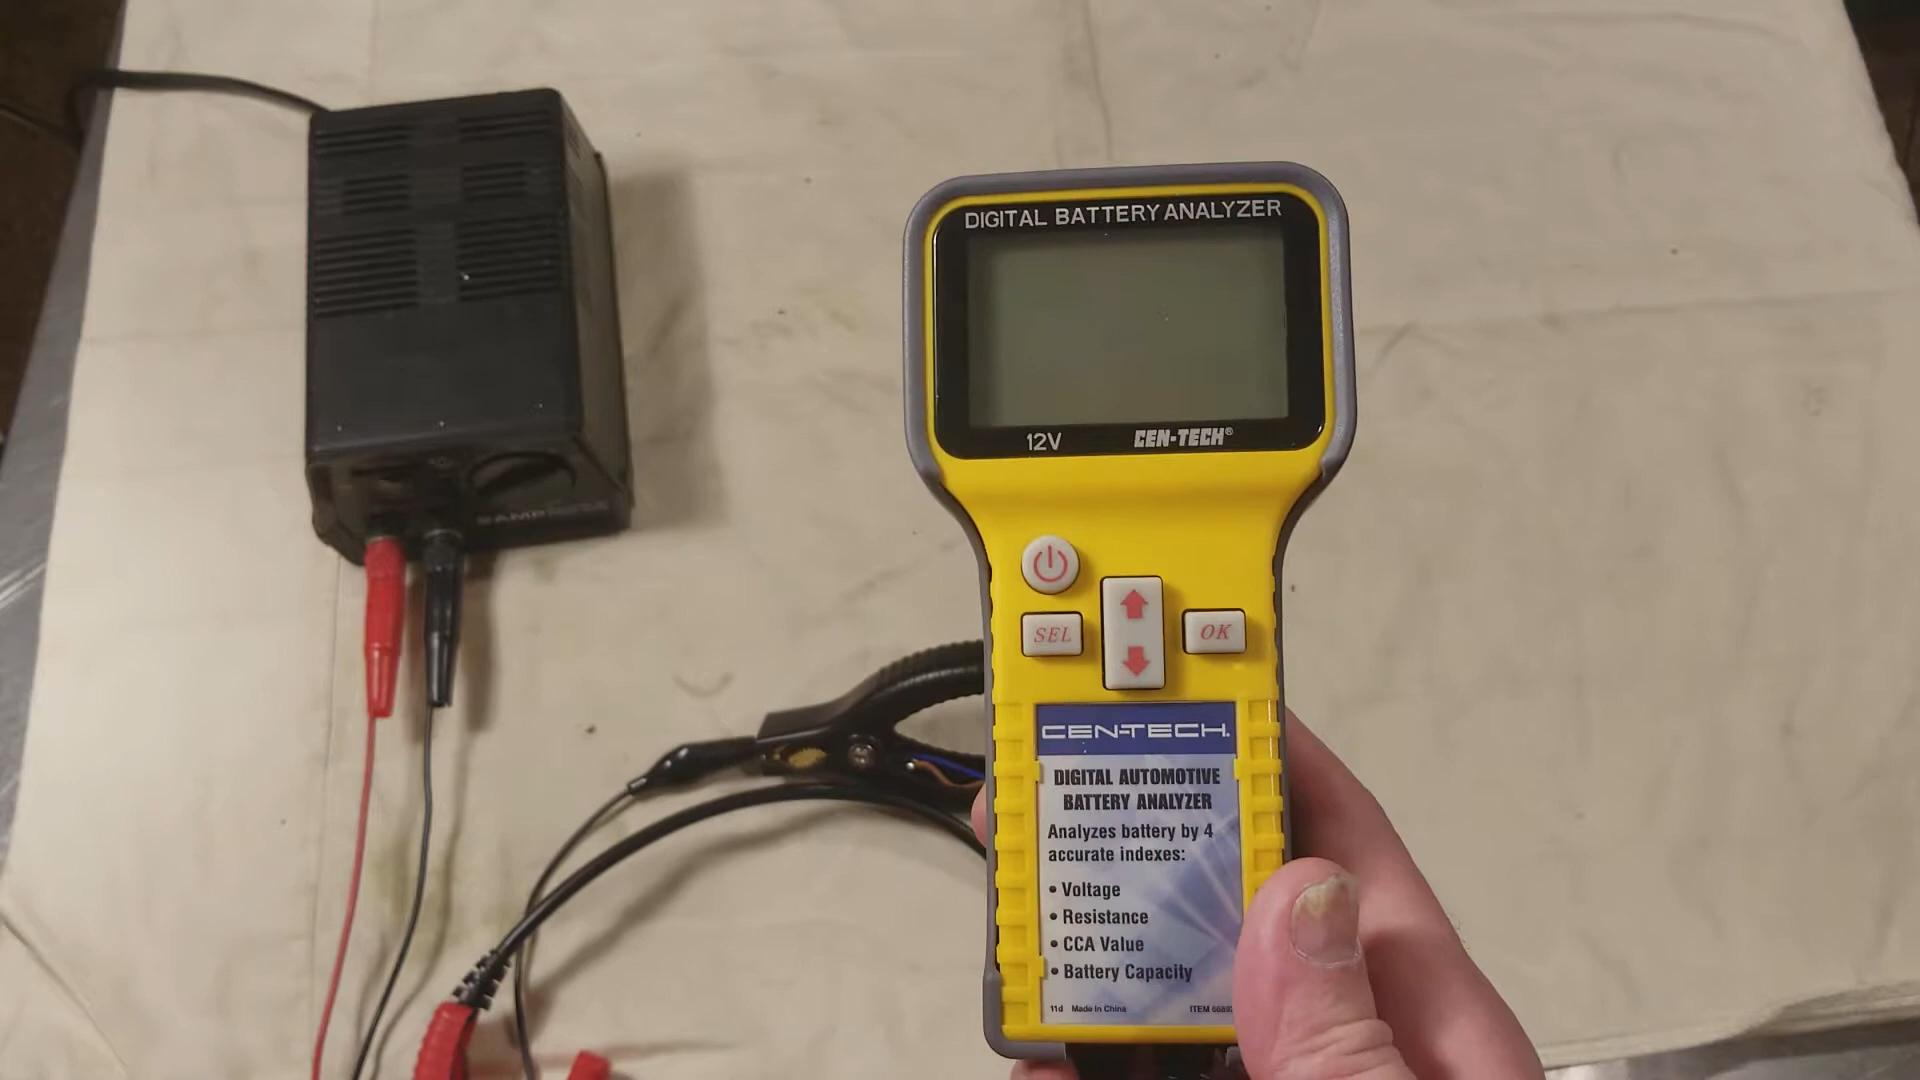 DIGITAL BATTERY ANALYZER
12V CEN-TECH®
SEL
OK
CEN-TECH.
DIGITAL AUTOMOTIVE
BATTERY ANALYZER
Analyzes battery by 4
accurate indexes:
• Voltage
• Resistance
• CCA Value
• Battery Capacity
11d Made in China ITEM